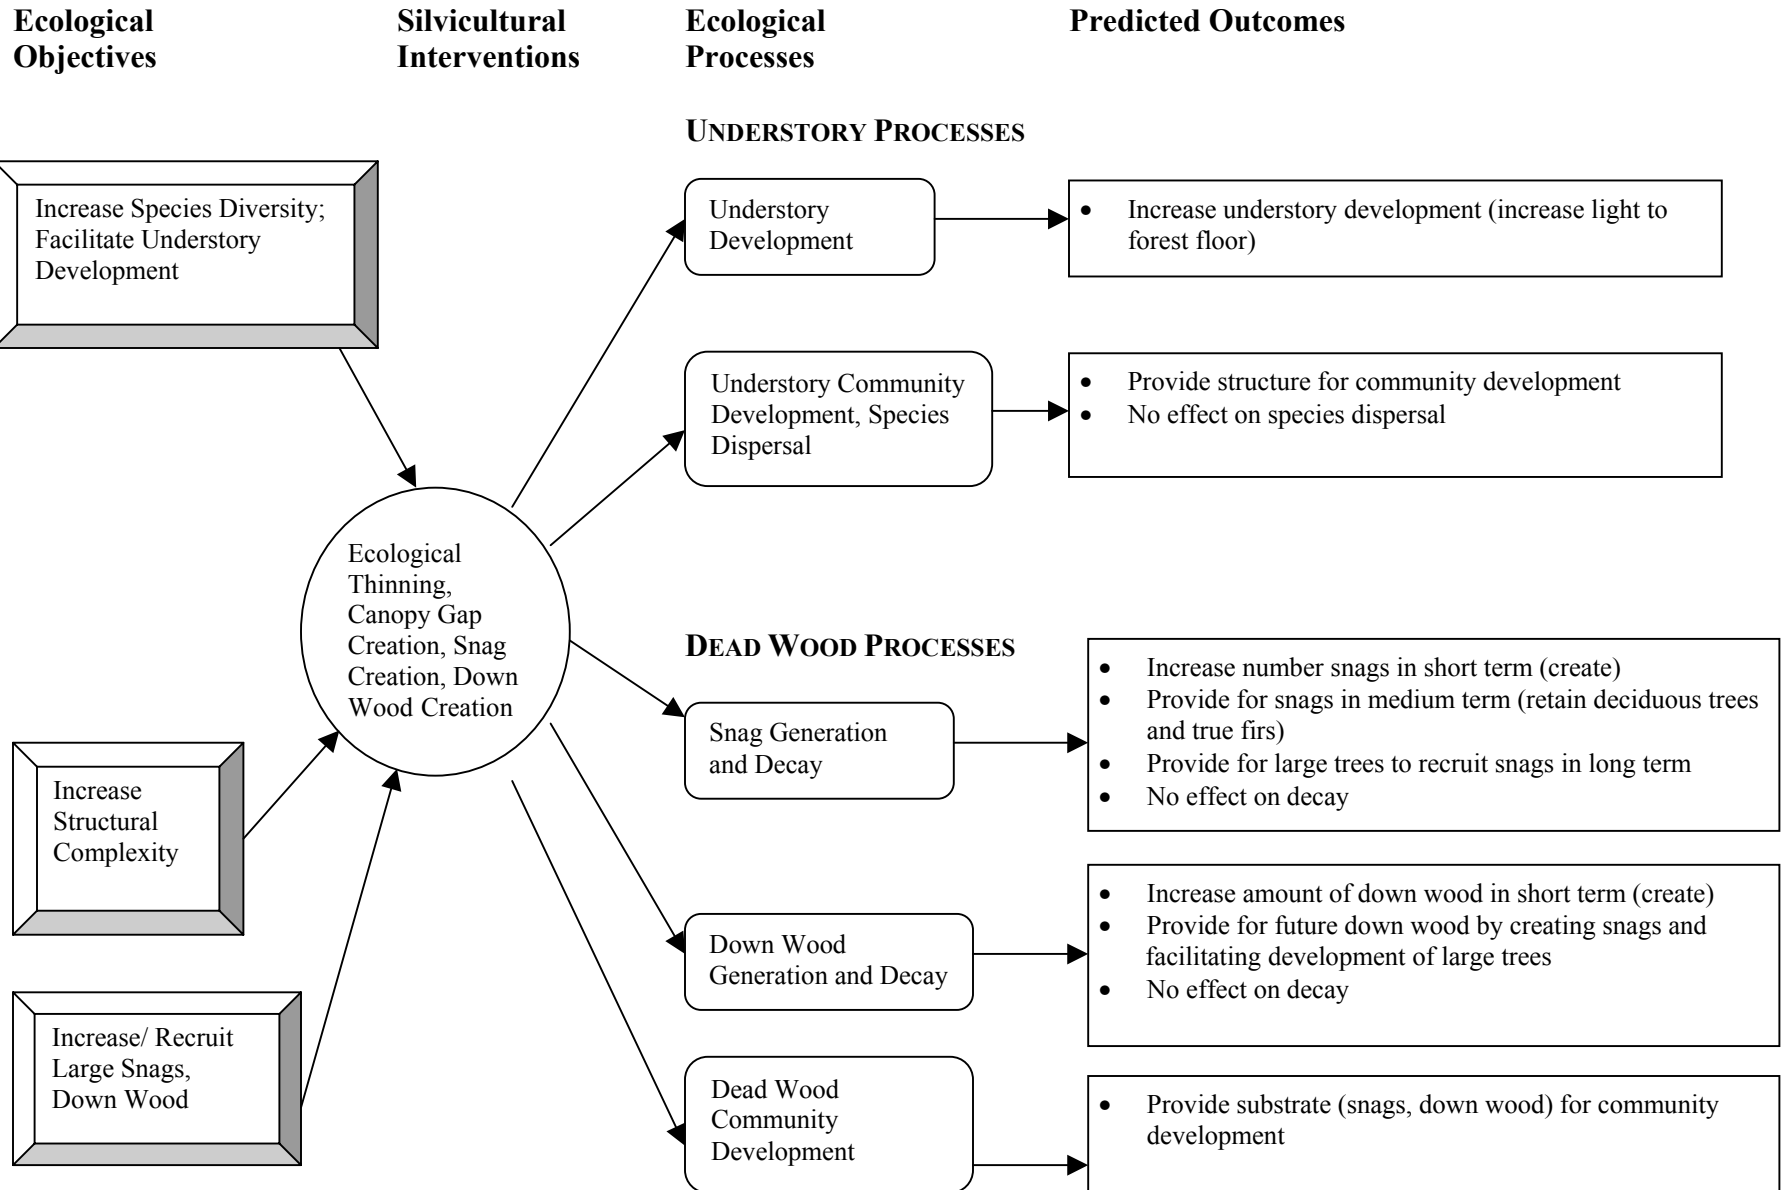 Ecological
Objectives
Silvicultural
Interventions
Ecological
Processes
Predicted Outcomes
UNDERSTORY PROCESSES
Increase Species Diversity;
Facilitate Understory
Development
Understory
Development
• Increase understory development (increase light to
forest floor)
Understory Community
Development, Species
Dispersal
• Provide structure for community development
• No effect on species dispersal
Ecological
Thinning,
Canopy Gap
Creation, Snag
Creation, Down
Wood Creation
DEAD WOOD PROCESSES
Increase
Structural
Complexity
Snag Generation
and Decay
• Increase number snags in short term (create)
• Provide for snags in medium term (retain deciduous trees
and true firs)
• Provide for large trees to recruit snags in long term
• No effect on decay
Down Wood
Generation and Decay
• Increase amount of down wood in short term (create)
• Provide for future down wood by creating snags and
facilitating development of large trees
• No effect on decay
Increase/ Recruit
Large Snags,
Down Wood
Dead Wood
Community
Development
• Provide substrate (snags, down wood) for community
development